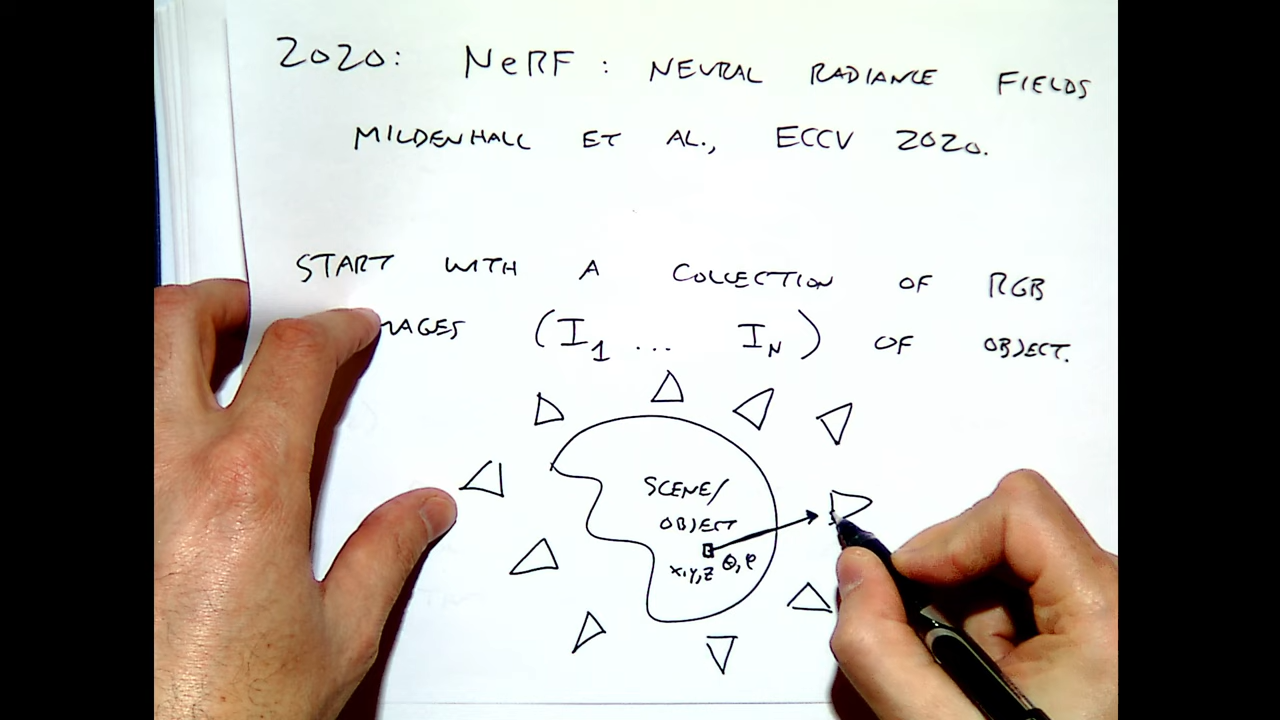 2020: NeRF: NEURAL RADIANCE FIELDS
MILDENHALL ET AL., ECCV 2020.
START WITH A COLLECTION OF RGB
(I1 ... IN) OF OBJECT.
SCENE/
OBJECT
x,y,z θ,φ